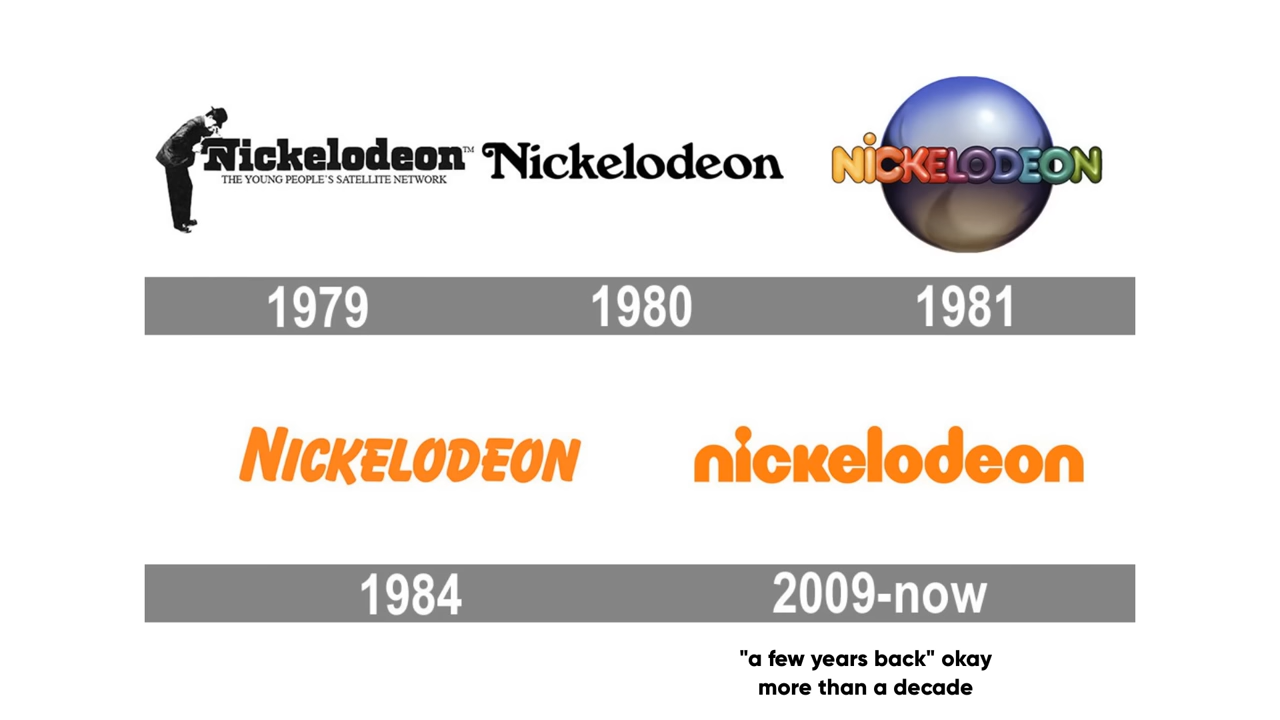 Nickelodeon™
THE YOUNG PEOPLE'S SATELLITE NETWORK
Nickelodeon
NICKELODEON
1979
1980
1981
NICKELODEON
nickelodeon
1984
2009-now
"a few years back" okay
more than a decade